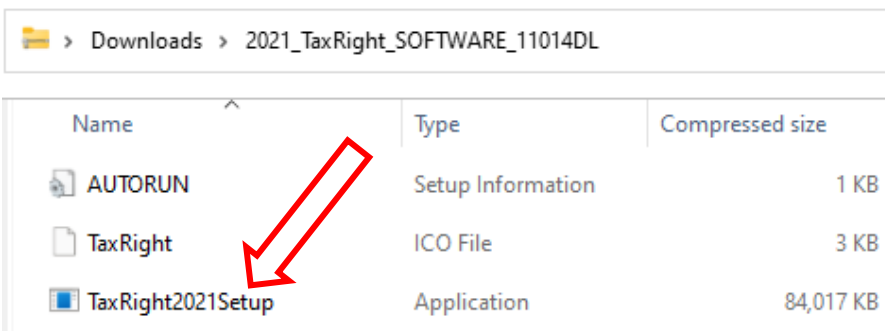 > Downloads > 2021_TaxRight_SOFTWARE_11014DL
Name Type Compressed size
AUTORUN Setup Information 1 KB
TaxRight ICO File 3 KB
TaxRight2021Setup Application 84,017 KB